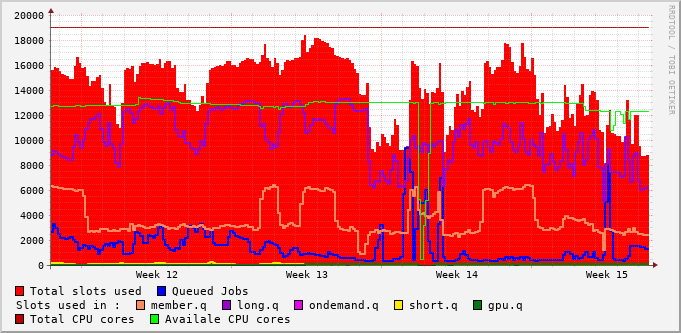 20000
18000
16000
14000
12000
10000
8000
6000
4000
2000
0
Week 12 Week 13 Week 14 Week 15
RRDTOOL / TOBI OETIKER
Total slots used Queued Jobs
Slots used in : member.q long.q ondemand.q short.q gpu.q
Total CPU cores Availale CPU cores